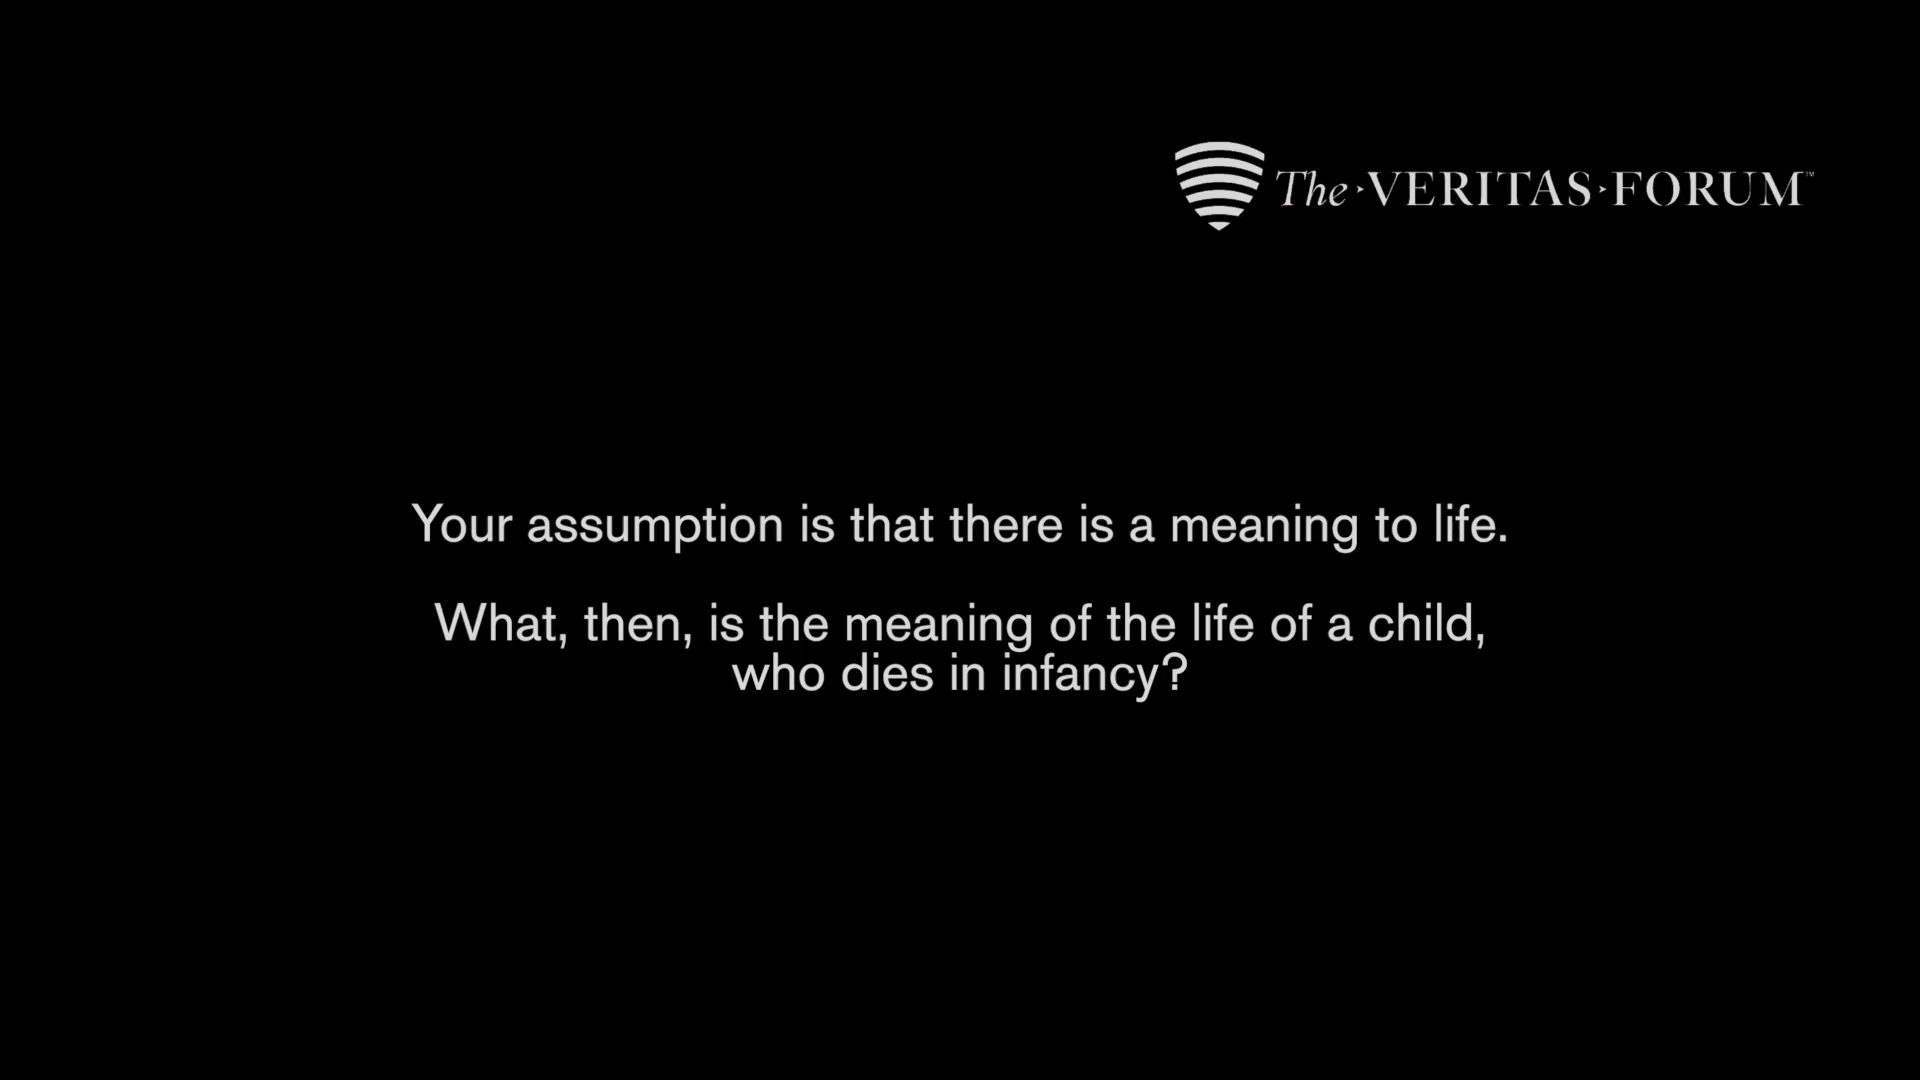 The VERITAS FORUM™
Your assumption is that there is a meaning to life.
What, then, is the meaning of the life of a child,
who dies in infancy?